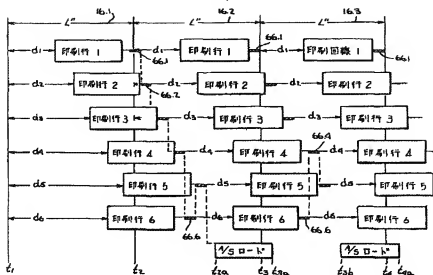 16.1 16.2 16.3
L" L" L"
d1 印刷行 1 66.1 d1 印刷行 1 66.1 d1 印刷回線 1 66.1
d2 印刷行 2 66.2 d2 印刷行 2 d2 印刷行 2
d3 印刷行 3 d3 印刷行 3 d3 印刷行 3
d4 印刷行 4 d4 印刷行 4 66.4 d4 印刷行 4
d5 印刷行 5 d5 印刷行 5 d5 印刷行 5
d6 印刷行 6 66.6 d6 印刷行 6 66.6 d6 印刷行 6
N/S ロード N/S ロード
t1 t2 t2a t3 t3a t3b t4 t4a